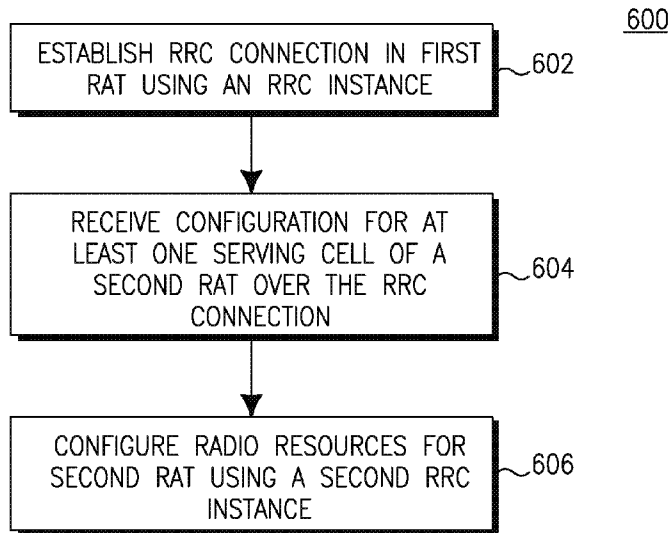 600
ESTABLISH RRC CONNECTION IN FIRST
RAT USING AN RRC INSTANCE
602
RECEIVE CONFIGURATION FOR AT
LEAST ONE SERVING CELL OF A
SECOND RAT OVER THE RRC
CONNECTION
604
CONFIGURE RADIO RESOURCES FOR
SECOND RAT USING A SECOND RRC
INSTANCE
606